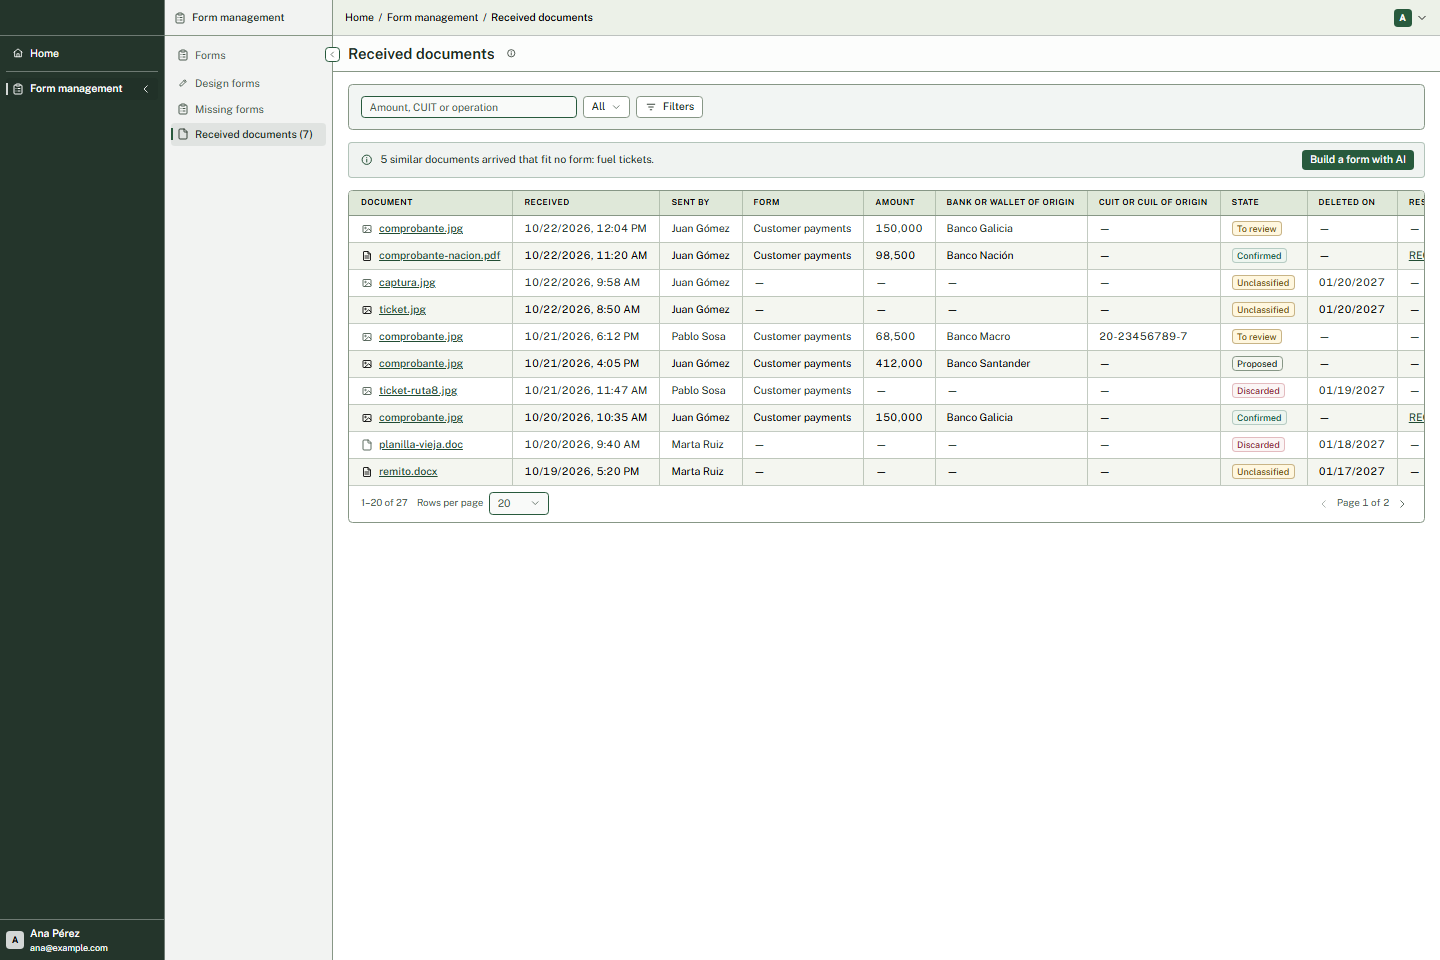 Form management
Home / Form management / Received documents
A
Home
Form management
Forms
Design forms
Missing forms
Received documents (7)
Received documents
Amount, CUIT or operation
All
Filters
5 similar documents arrived that fit no form: fuel tickets.
Build a form with AI
DOCUMENT RECEIVED SENT BY FORM AMOUNT BANK OR WALLET OF ORIGIN CUIT OR CUIL OF ORIGIN STATE DELETED ON RES
comprobante.jpg 10/22/2026, 12:04 PM Juan Gómez Customer payments 150,000 Banco Galicia — To review — —
comprobante-nacion.pdf 10/22/2026, 11:20 AM Juan Gómez Customer payments 98,500 Banco Nación — Confirmed — REC
captura.jpg 10/22/2026, 9:58 AM Juan Gómez — — — — Unclassified 01/20/2027 —
ticket.jpg 10/22/2026, 8:50 AM Juan Gómez — — — — Unclassified 01/20/2027 —
comprobante.jpg 10/21/2026, 6:12 PM Pablo Sosa Customer payments 68,500 Banco Macro 20-23456789-7 To review — —
comprobante.jpg 10/21/2026, 4:05 PM Juan Gómez Customer payments 412,000 Banco Santander — Proposed — —
ticket-ruta8.jpg 10/21/2026, 11:47 AM Pablo Sosa Customer payments — — — Discarded 01/19/2027 —
comprobante.jpg 10/20/2026, 10:35 AM Juan Gómez Customer payments 150,000 Banco Galicia — Confirmed — REC
planilla-vieja.doc 10/20/2026, 9:40 AM Marta Ruiz — — — — Discarded 01/18/2027 —
remito.docx 10/19/2026, 5:20 PM Marta Ruiz — — — — Unclassified 01/17/2027 —
1–20 of 27 Rows per page 20 Page 1 of 2
A
Ana Pérez
ana@example.com